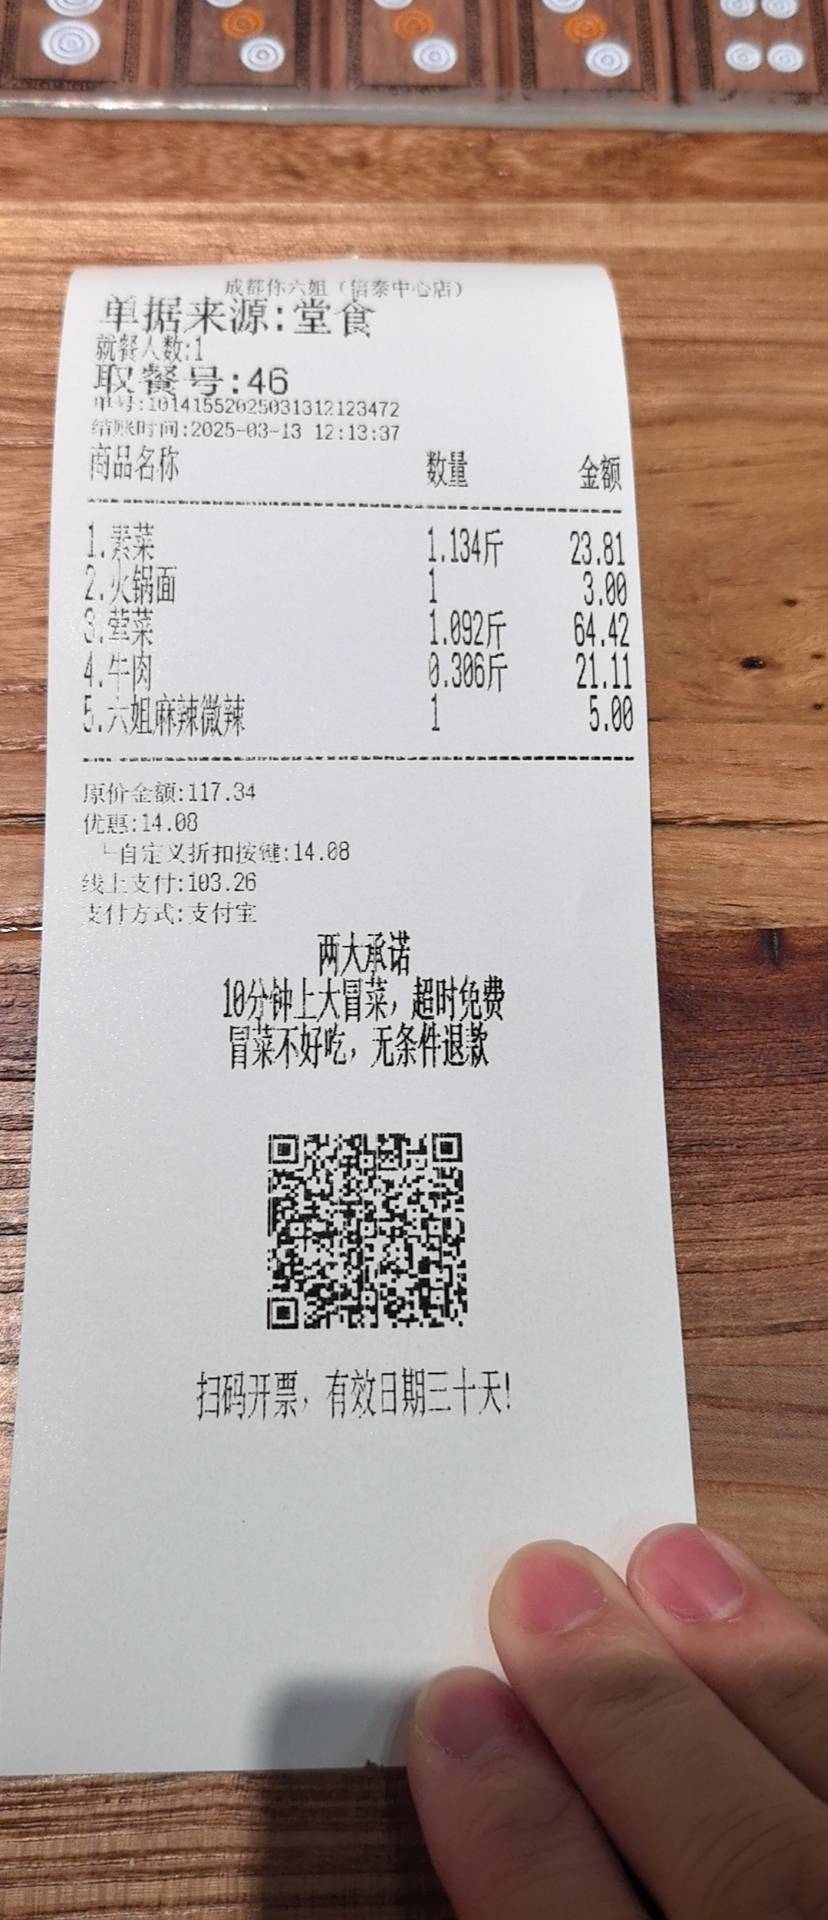 成都你六姐（信泰中心店）
单据来源:堂食
就餐人数:1
取餐号:46
单号:10141552025031312123472
结账时间:2025-03-13 12:13:37
商品名称 数量 金额
1.素菜 1.134斤 23.81
2.火锅面 1 3.00
3.荤菜 1.092斤 64.42
4.牛肉 0.306斤 21.11
5.六姐麻辣微辣 1 5.00
原价金额:117.34
优惠:14.08
└自定义折扣按键:14.08
线上支付:103.26
支付方式:支付宝
两大承诺
10分钟上大冒菜，超时免费
冒菜不好吃，无条件退款
扫码开票，有效日期三十天!